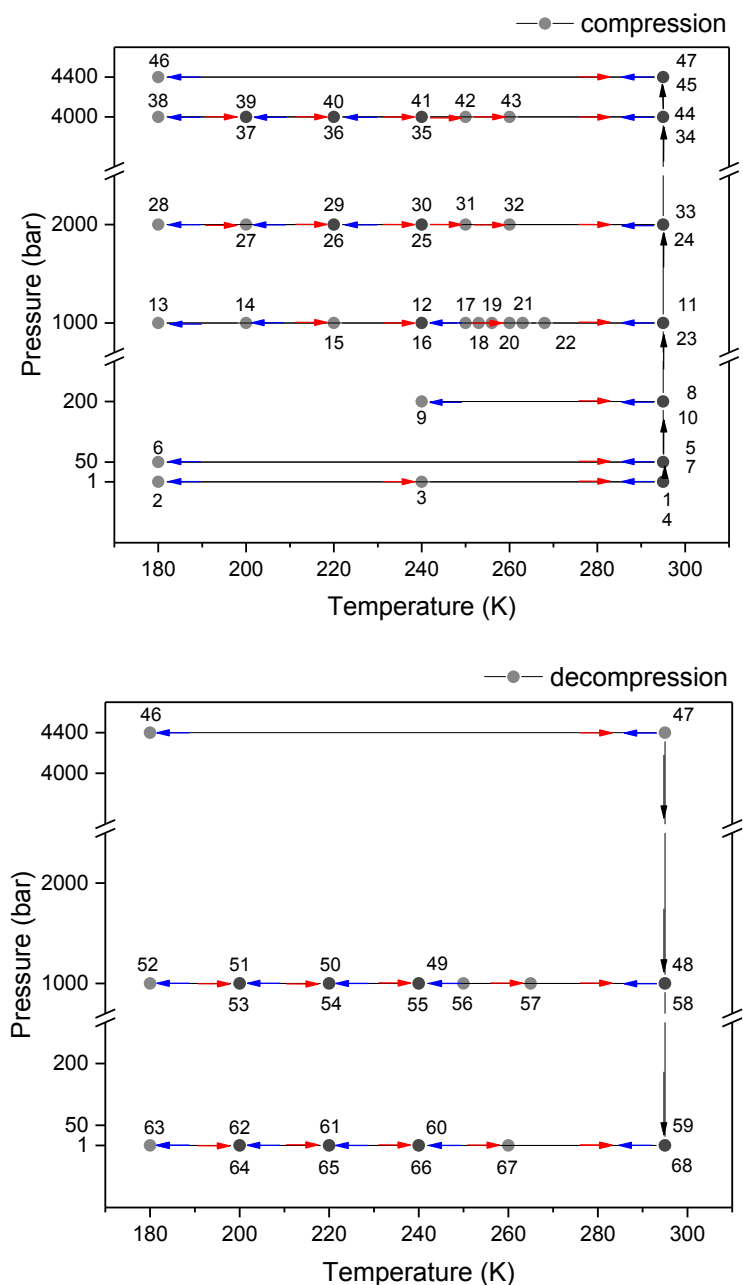 compression
46 47
4400 45
38 39 40 41 42 43 44
4000
37 36 35 34
28 29 30 31 32 33
2000
27 26 25 24
13 14 12 17 19 21 11
1000
15 16 18 20 22 23
8
200
9 10
6 5
50 7
1
2 3 1
4
180 200 220 240 260 280 300
Temperature (K)
Pressure (bar)
decompression
46 47
4400
4000
2000
52 51 50 49 48
1000
53 54 55 56 57 58
200
63 62 61 60 59
50
1
64 65 66 67 68
180 200 220 240 260 280 300
Temperature (K)
Pressure (bar)